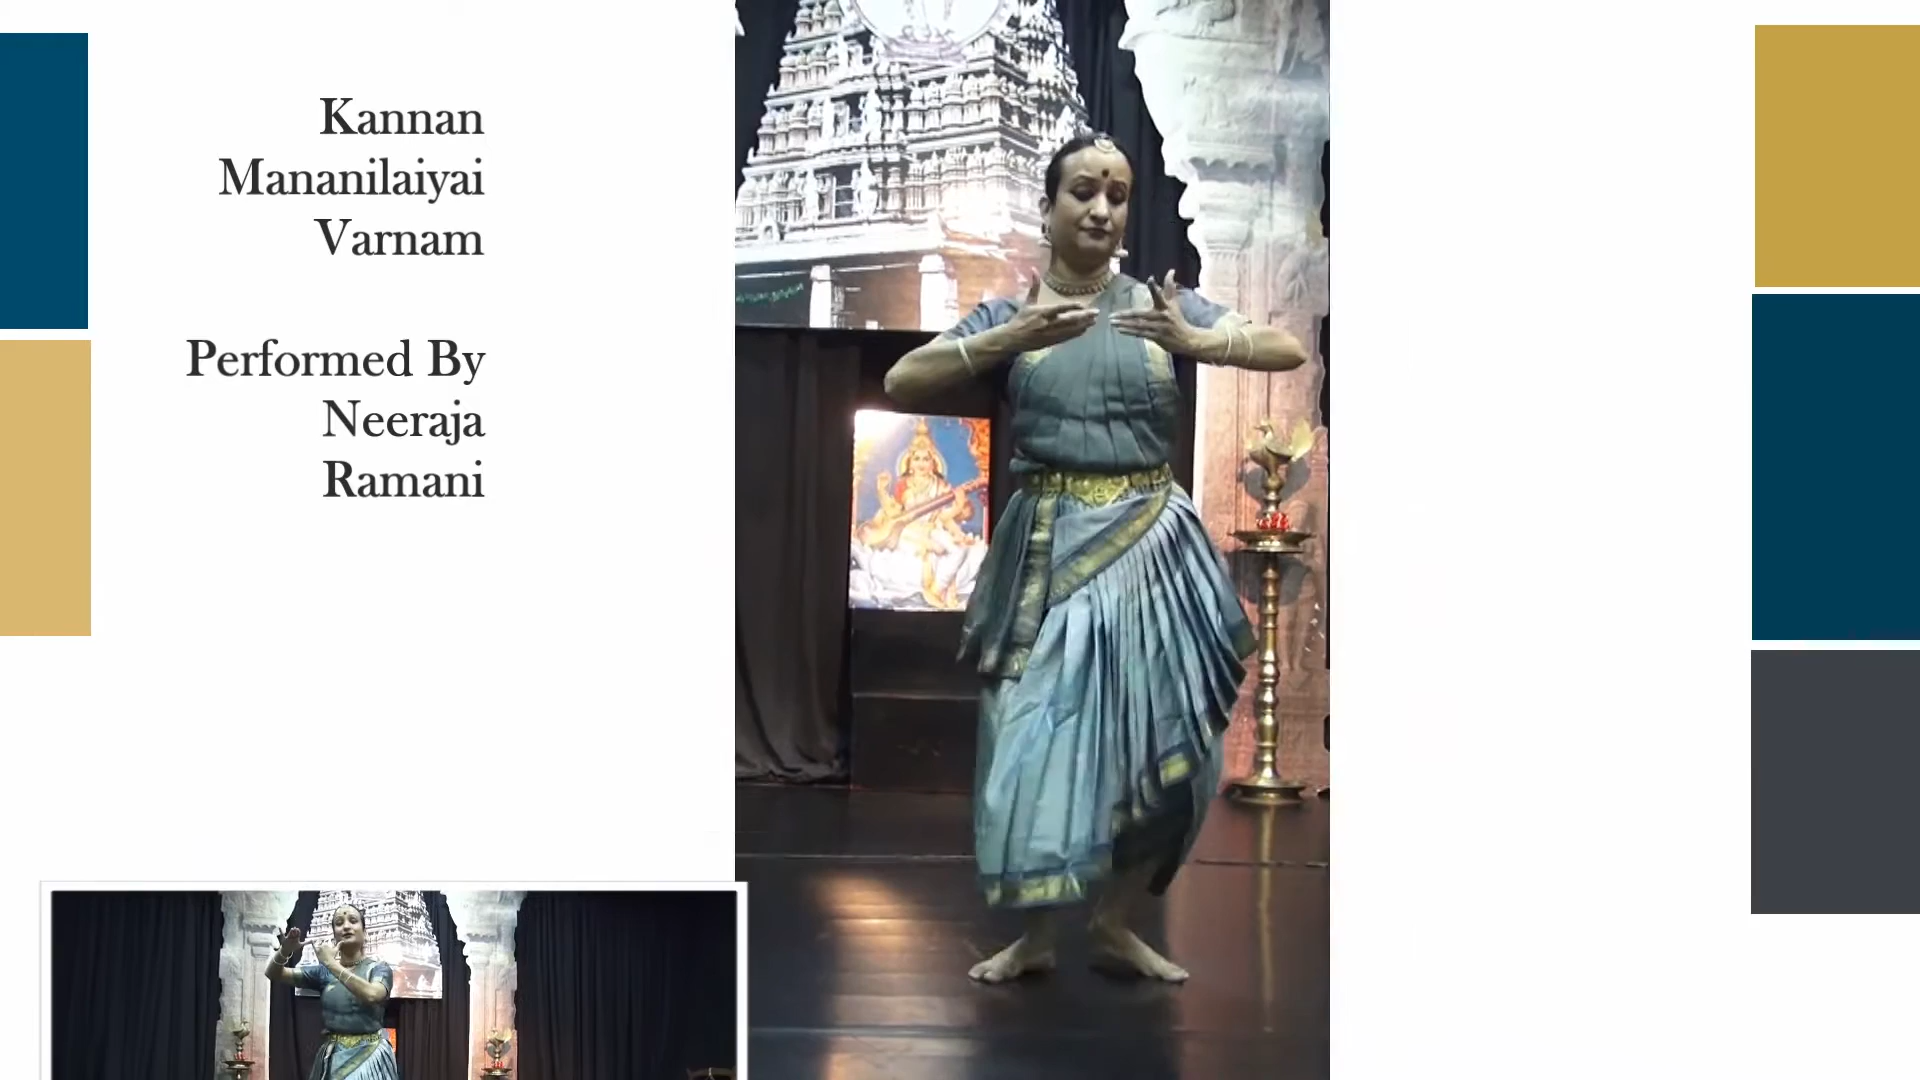 Kannan
Mananilaiyai
Varnam
Performed By
Neeraja
Ramani